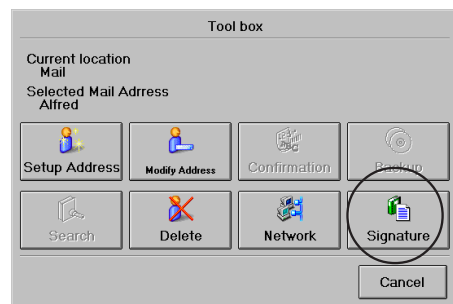 Tool box
Current location
Mail
Selected Mail Adrress
Alfred
Setup Address Modify Address Confirmation Backup
Search Delete Network Signature
Cancel